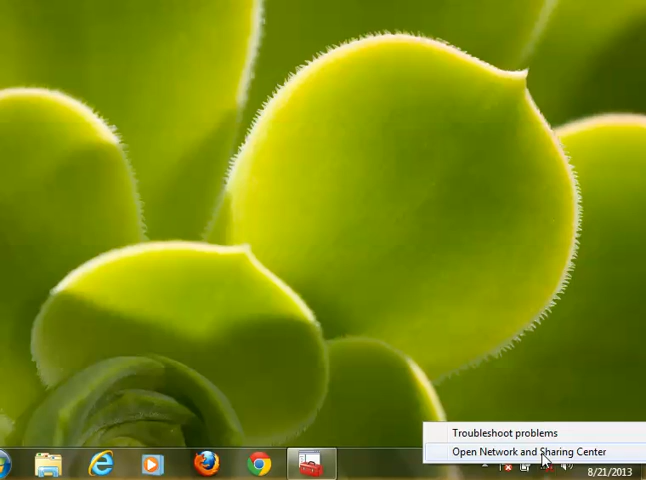 Troubleshoot problems
Open Network and Sharing Center
8/21/2013